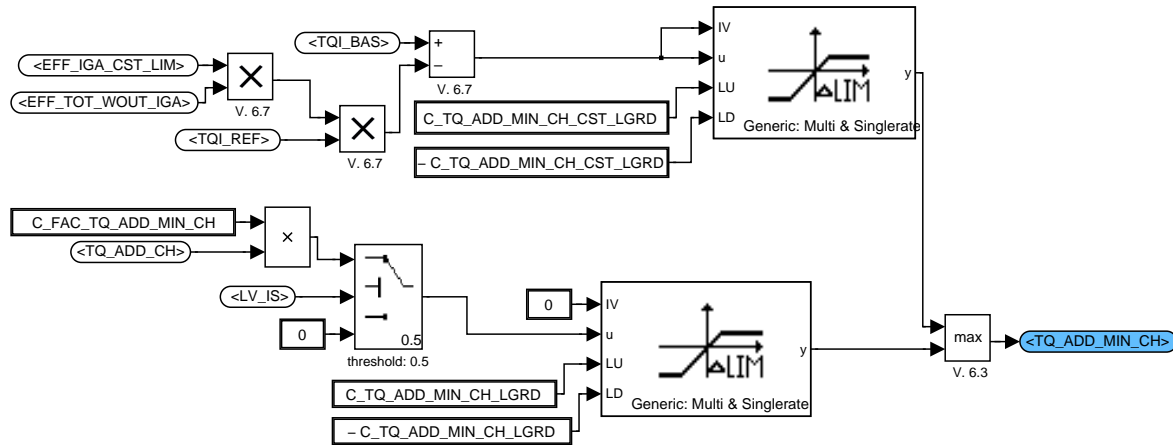 <TQI_BAS>
+
−
V. 6.7
<EFF_IGA_CST_LIM>
<EFF_TOT_WOUT_IGA>
×
V. 6.7
<TQI_REF>
×
V. 6.7
C_TQ_ADD_MIN_CH_CST_LGRD
− C_TQ_ADD_MIN_CH_CST_LGRD
IV
u
LU
LD
ΔLIM
y
Generic: Multi & Singlerate
C_FAC_TQ_ADD_MIN_CH
<TQ_ADD_CH>
×
<LV_IS>
0
0.5
threshold: 0.5
0
C_TQ_ADD_MIN_CH_LGRD
− C_TQ_ADD_MIN_CH_LGRD
IV
u
LU
LD
ΔLIM
y
Generic: Multi & Singlerate
max
V. 6.3
<TQ_ADD_MIN_CH>